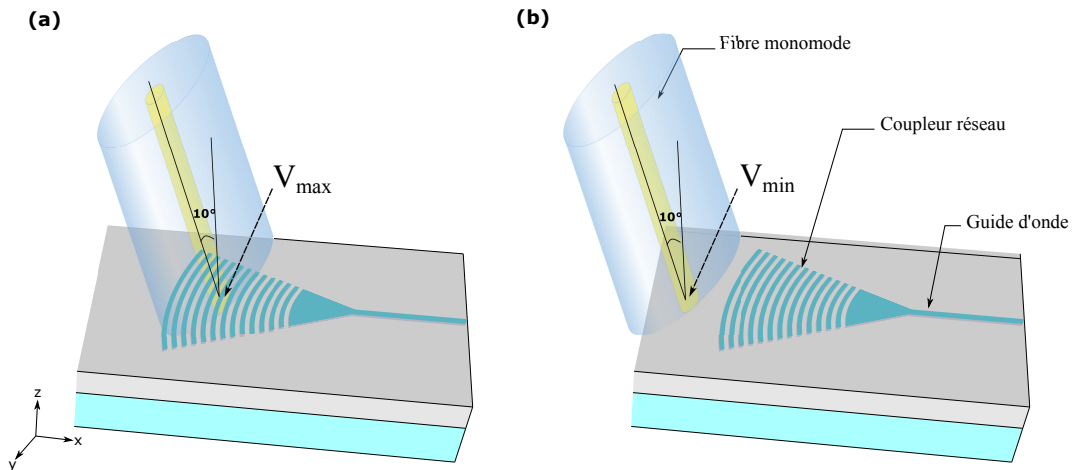 (a)
(b)
Fibre monomode
Coupleur réseau
V max
V min
10°
10°
Guide d'onde
z
x
y